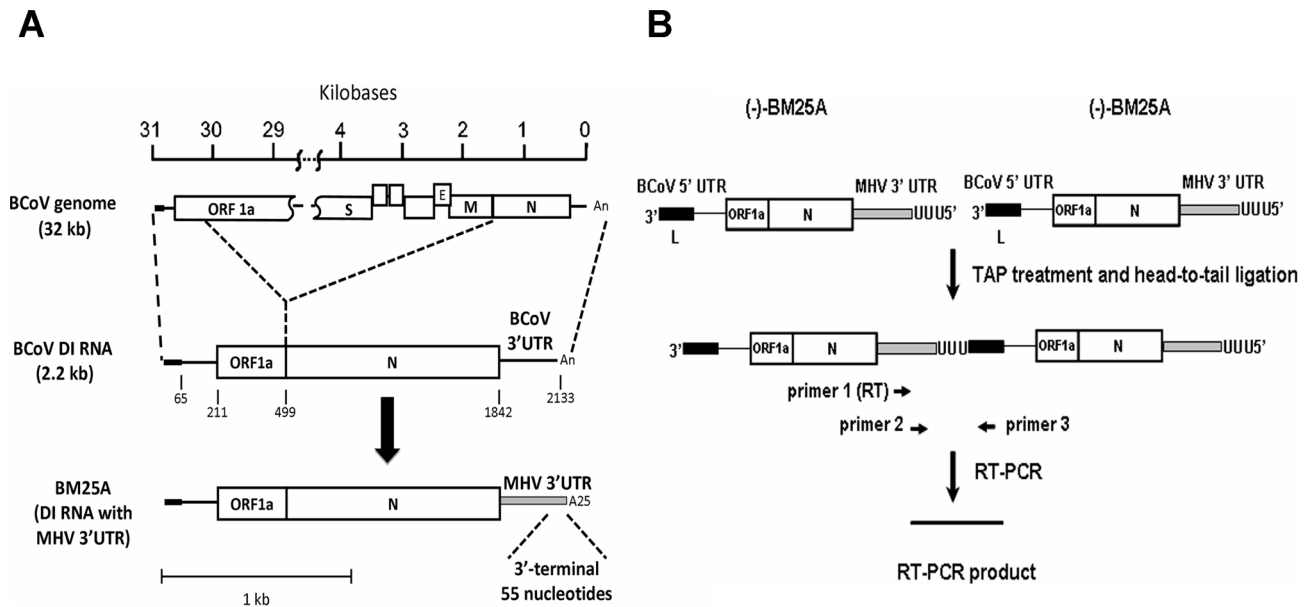 A
Kilobases
31 30 29 4 3 2 1 0
BCoV genome
(32 kb)
ORF 1a
S
E
M
N
An
BCoV DI RNA
(2.2 kb)
ORF1a
N
BCoV
3'UTR
An
65
211
499
1842
2133
BM25A
(DI RNA with
MHV 3'UTR)
ORF1a
N
MHV 3'UTR
A25
3'-terminal
55 nucleotides
1 kb
B
(-)-BM25A
(-)-BM25A
BCoV 5' UTR
MHV 3' UTR
3'
ORF1a
N
UUU5'
L
BCoV 5' UTR
MHV 3' UTR
3'
ORF1a
N
UUU5'
L
TAP treatment and head-to-tail ligation
3'
ORF1a
N
UUU
ORF1a
N
UUU5'
primer 1 (RT)
primer 2
primer 3
RT-PCR
RT-PCR product